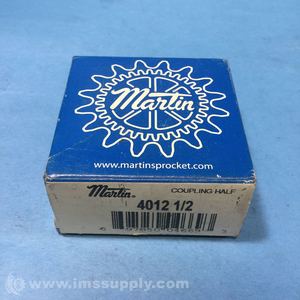 Martin
www.martinsprocket.com
Martin
COUPLING HALF
4012 1/2
© www.imssupply.com